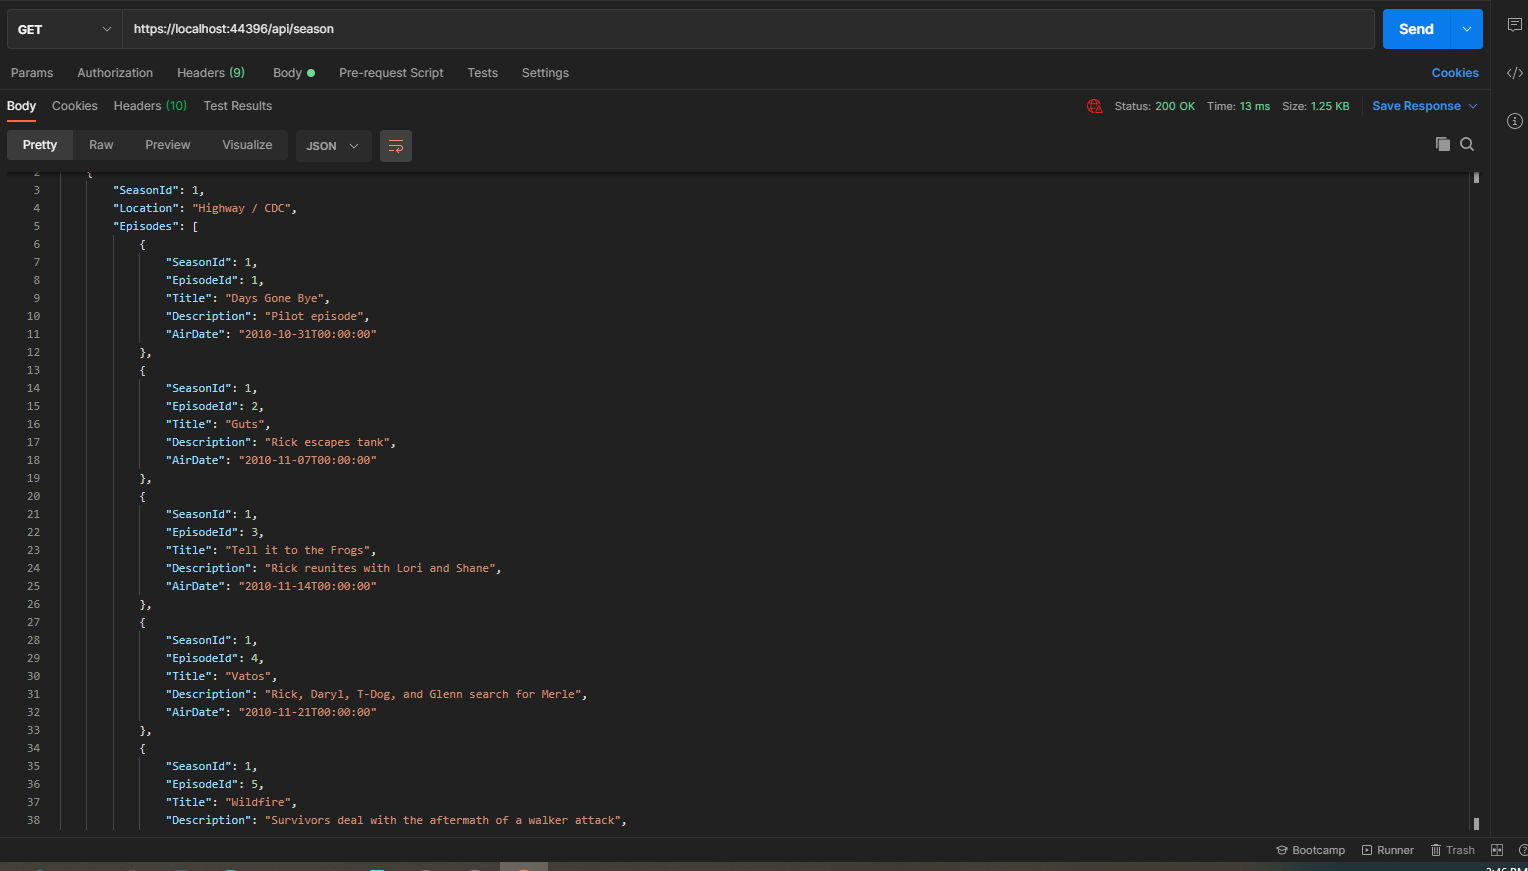 GET https://localhost:44396/api/season Send
Params Authorization Headers (9) Body Pre-request Script Tests Settings Cookies
Body Cookies Headers (10) Test Results Status: 200 OK Time: 13 ms Size: 1.25 KB Save Response
Pretty Raw Preview Visualize JSON
2 {
3 "SeasonId": 1,
4 "Location": "Highway / CDC",
5 "Episodes": [
6 {
7 "SeasonId": 1,
8 "EpisodeId": 1,
9 "Title": "Days Gone Bye",
10 "Description": "Pilot episode",
11 "AirDate": "2010-10-31T00:00:00"
12 },
13 {
14 "SeasonId": 1,
15 "EpisodeId": 2,
16 "Title": "Guts",
17 "Description": "Rick escapes tank",
18 "AirDate": "2010-11-07T00:00:00"
19 },
20 {
21 "SeasonId": 1,
22 "EpisodeId": 3,
23 "Title": "Tell it to the Frogs",
24 "Description": "Rick reunites with Lori and Shane",
25 "AirDate": "2010-11-14T00:00:00"
26 },
27 {
28 "SeasonId": 1,
29 "EpisodeId": 4,
30 "Title": "Vatos",
31 "Description": "Rick, Daryl, T-Dog, and Glenn search for Merle",
32 "AirDate": "2010-11-21T00:00:00"
33 },
34 {
35 "SeasonId": 1,
36 "EpisodeId": 5,
37 "Title": "Wildfire",
38 "Description": "Survivors deal with the aftermath of a walker attack",
Bootcamp Runner Trash